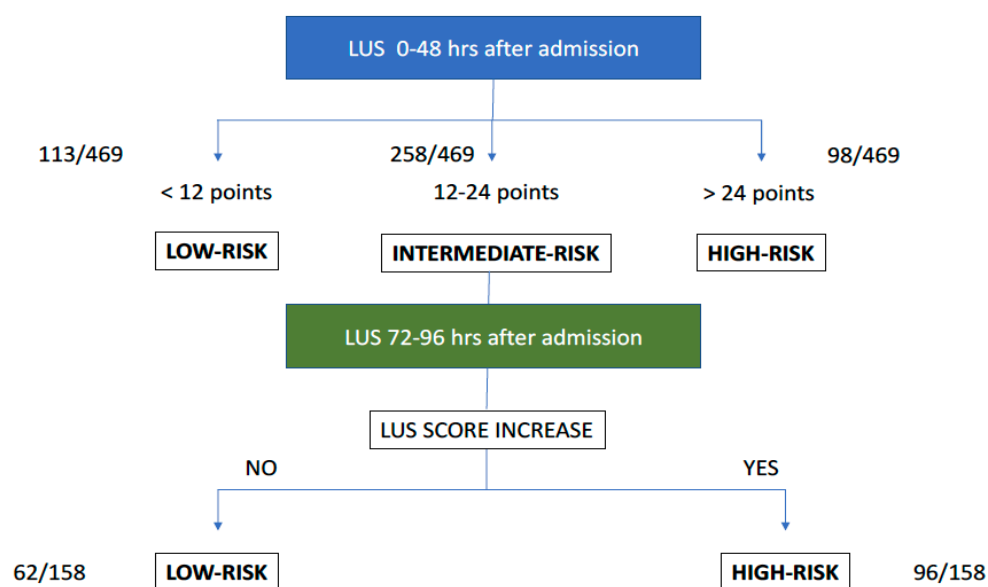 LUS 0-48 hrs after admission
113/469
258/469
98/469
< 12 points
12-24 points
> 24 points
LOW-RISK
INTERMEDIATE-RISK
HIGH-RISK
LUS 72-96 hrs after admission
LUS SCORE INCREASE
NO
YES
62/158
LOW-RISK
HIGH-RISK
96/158